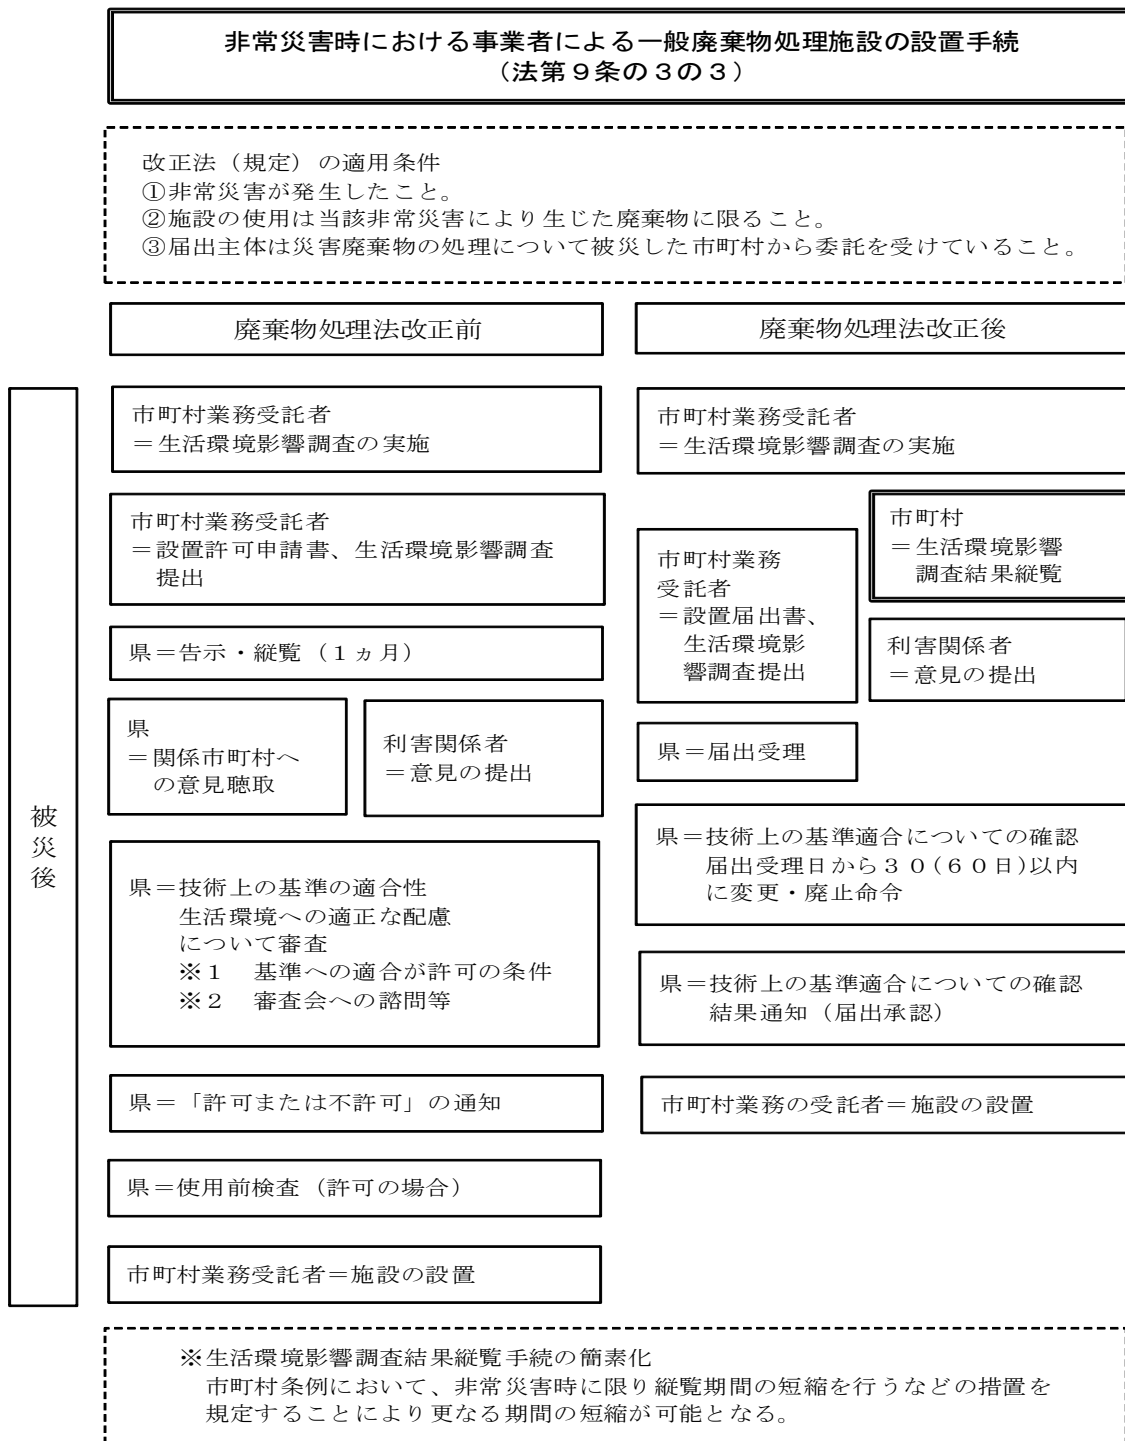 非常災害時における事業者による一般廃棄物処理施設の設置手続
（法第９条の３の３）
改正法（規定）の適用条件
①非常災害が発生したこと。
②施設の使用は当該非常災害により生じた廃棄物に限ること。
③届出主体は災害廃棄物の処理について被災した市町村から委託を受けていること。
廃棄物処理法改正前
廃棄物処理法改正後
被災後
市町村業務受託者
＝生活環境影響調査の実施
市町村業務受託者
＝設置許可申請書、生活環境影響調査
提出
県＝告示・縦覧（１ヵ月）
県
＝関係市町村へ
の意見聴取
利害関係者
＝意見の提出
県＝技術上の基準の適合性
生活環境への適正な配慮
について審査
※１　基準への適合が許可の条件
※２　審査会への諮問等
県＝「許可または不許可」の通知
県＝使用前検査（許可の場合）
市町村業務受託者＝施設の設置
市町村業務受託者
＝生活環境影響調査の実施
市町村業務
受託者
＝設置届出書、
生活環境影
響調査提出
市町村
＝生活環境影響
調査結果縦覧
利害関係者
＝意見の提出
県＝届出受理
県＝技術上の基準適合についての確認
届出受理日から３０(６０日)以内
に変更・廃止命令
県＝技術上の基準適合についての確認
結果通知（届出承認）
市町村業務の受託者＝施設の設置
※生活環境影響調査結果縦覧手続の簡素化
市町村条例において、非常災害時に限り縦覧期間の短縮を行うなどの措置を
規定することにより更なる期間の短縮が可能となる。